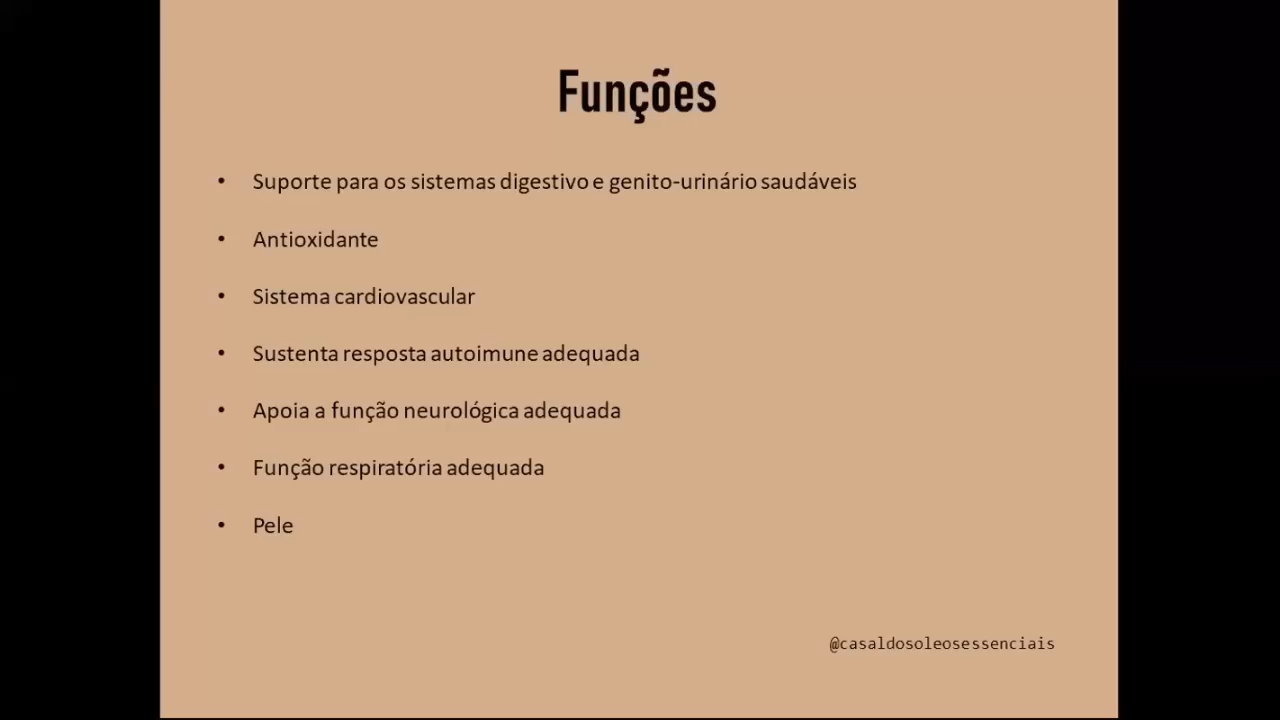 Funções
• Suporte para os sistemas digestivo e genito-urinário saudáveis
• Antioxidante
• Sistema cardiovascular
• Sustenta resposta autoimune adequada
• Apoia a função neurológica adequada
• Função respiratória adequada
• Pele
@casaldosoleosessenciais